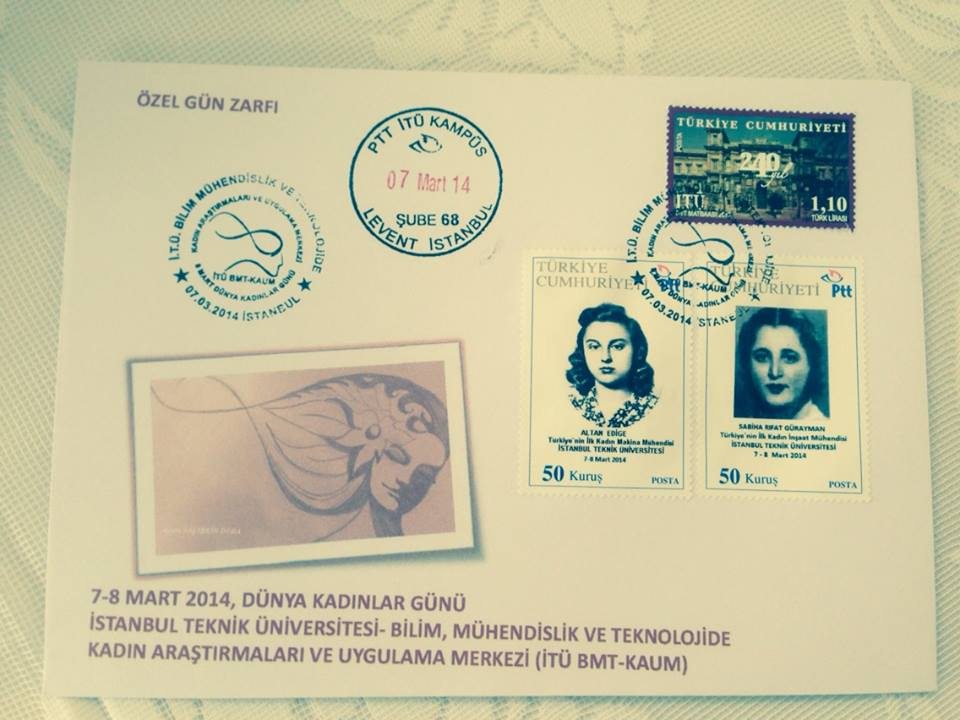 ÖZEL GÜN ZARFI
PTT İTÜ KAMPÜS
07 Mart 14
ŞUBE 68
LEVENT İSTANBUL
İ.T.Ü. BİLİM MÜHENDİSLİK VE TEKNOLOJİDE
KADIN ARAŞTIRMALARI VE UYGULAMA MERKEZİ
İTÜ BMT-KAUM
8 MART DÜNYA KADINLAR GÜNÜ
07.03.2014 İSTANBUL
TÜRKİYE CUMHURİYETİ
240 yıl
İTÜ
1,10
TÜRK LİRASI
İ.T.Ü. BİLİM
07.03.2014 İSTANBUL
TÜRKİYE
CUMHURİYETİ
Ptt
ALTAN EDİGE
Türkiye'nin İlk Kadın Makina Mühendisi
İSTANBUL TEKNİK ÜNİVERSİTESİ
7-8 Mart 2014
50 Kuruş
POSTA
TÜRKİYE
CUMHURİYETİ
Ptt
SABİHA RIFAT GÜRAYMAN
Türkiye'nin İlk Kadın İnşaat Mühendisi
İSTANBUL TEKNİK ÜNİVERSİTESİ
7 - 8 Mart 2014
50 Kuruş
POSTA
7-8 MART 2014, DÜNYA KADINLAR GÜNÜ
İSTANBUL TEKNİK ÜNİVERSİTESİ- BİLİM, MÜHENDİSLİK VE TEKNOLOJİDE
KADIN ARAŞTIRMALARI VE UYGULAMA MERKEZİ (İTÜ BMT-KAUM)